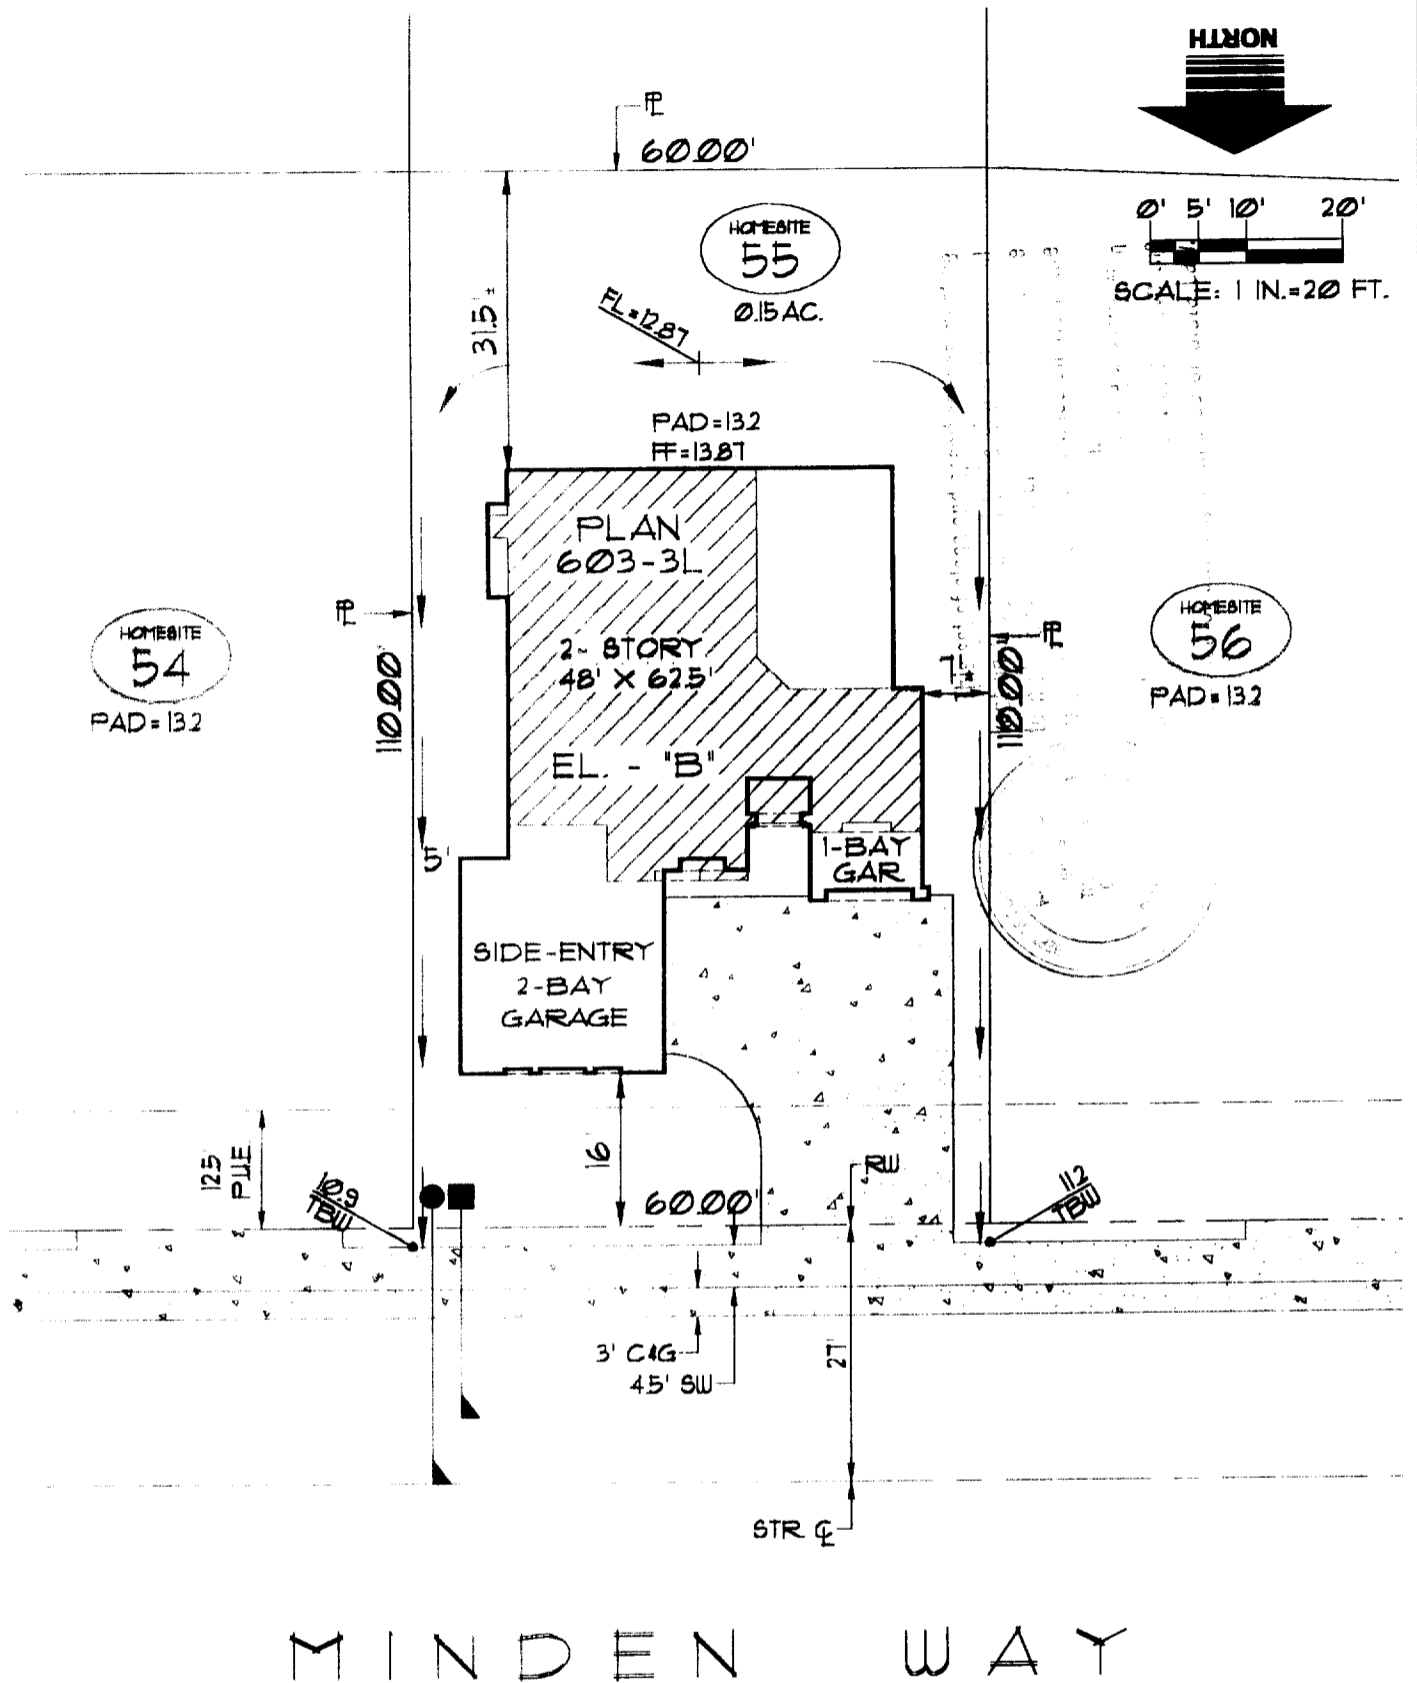 NORTH
PL
60.00'
0' 5' 10' 20'
SCALE: 1 IN.=20 FT.
HOMESITE
55
0.15 AC.
31.5'±
FL=12.87
PAD=13.2
FF=13.87
PLAN
603-3L
2- STORY
48' X 62.5'
EL. - "B"
PL
110.00'
HOMESITE
54
PAD=13.2
7'±
PL
110.00'
HOMESITE
56
PAD=13.2
5'
1-BAY
GAR
SIDE-ENTRY
2-BAY
GARAGE
12.5'
P.U.E.
16'
R/W
60.00'
10.9
TBW
11.2
TBW
3' C&G
4.5' SW
27'
STR CL
MINDEN WAY